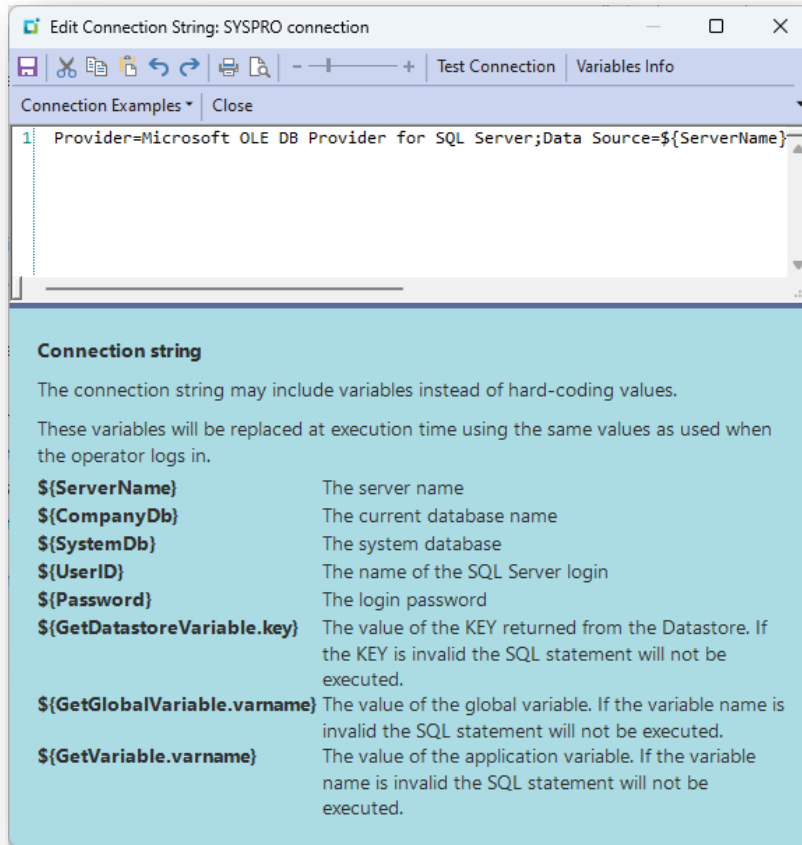 Edit Connection String: SYSPRO connection
Test Connection
Variables Info
Connection Examples
Close
1 Provider=Microsoft OLE DB Provider for SQL Server;Data Source=${ServerName}
Connection string
The connection string may include variables instead of hard-coding values.
These variables will be replaced at execution time using the same values as used when
the operator logs in.
${ServerName} The server name
${CompanyDb} The current database name
${SystemDb} The system database
${UserID} The name of the SQL Server login
${Password} The login password
${GetDatastoreVariable.key} The value of the KEY returned from the Datastore. If
the KEY is invalid the SQL statement will not be
executed.
${GetGlobalVariable.varname} The value of the global variable. If the variable name is
invalid the SQL statement will not be executed.
${GetVariable.varname} The value of the application variable. If the variable
name is invalid the SQL statement will not be
executed.